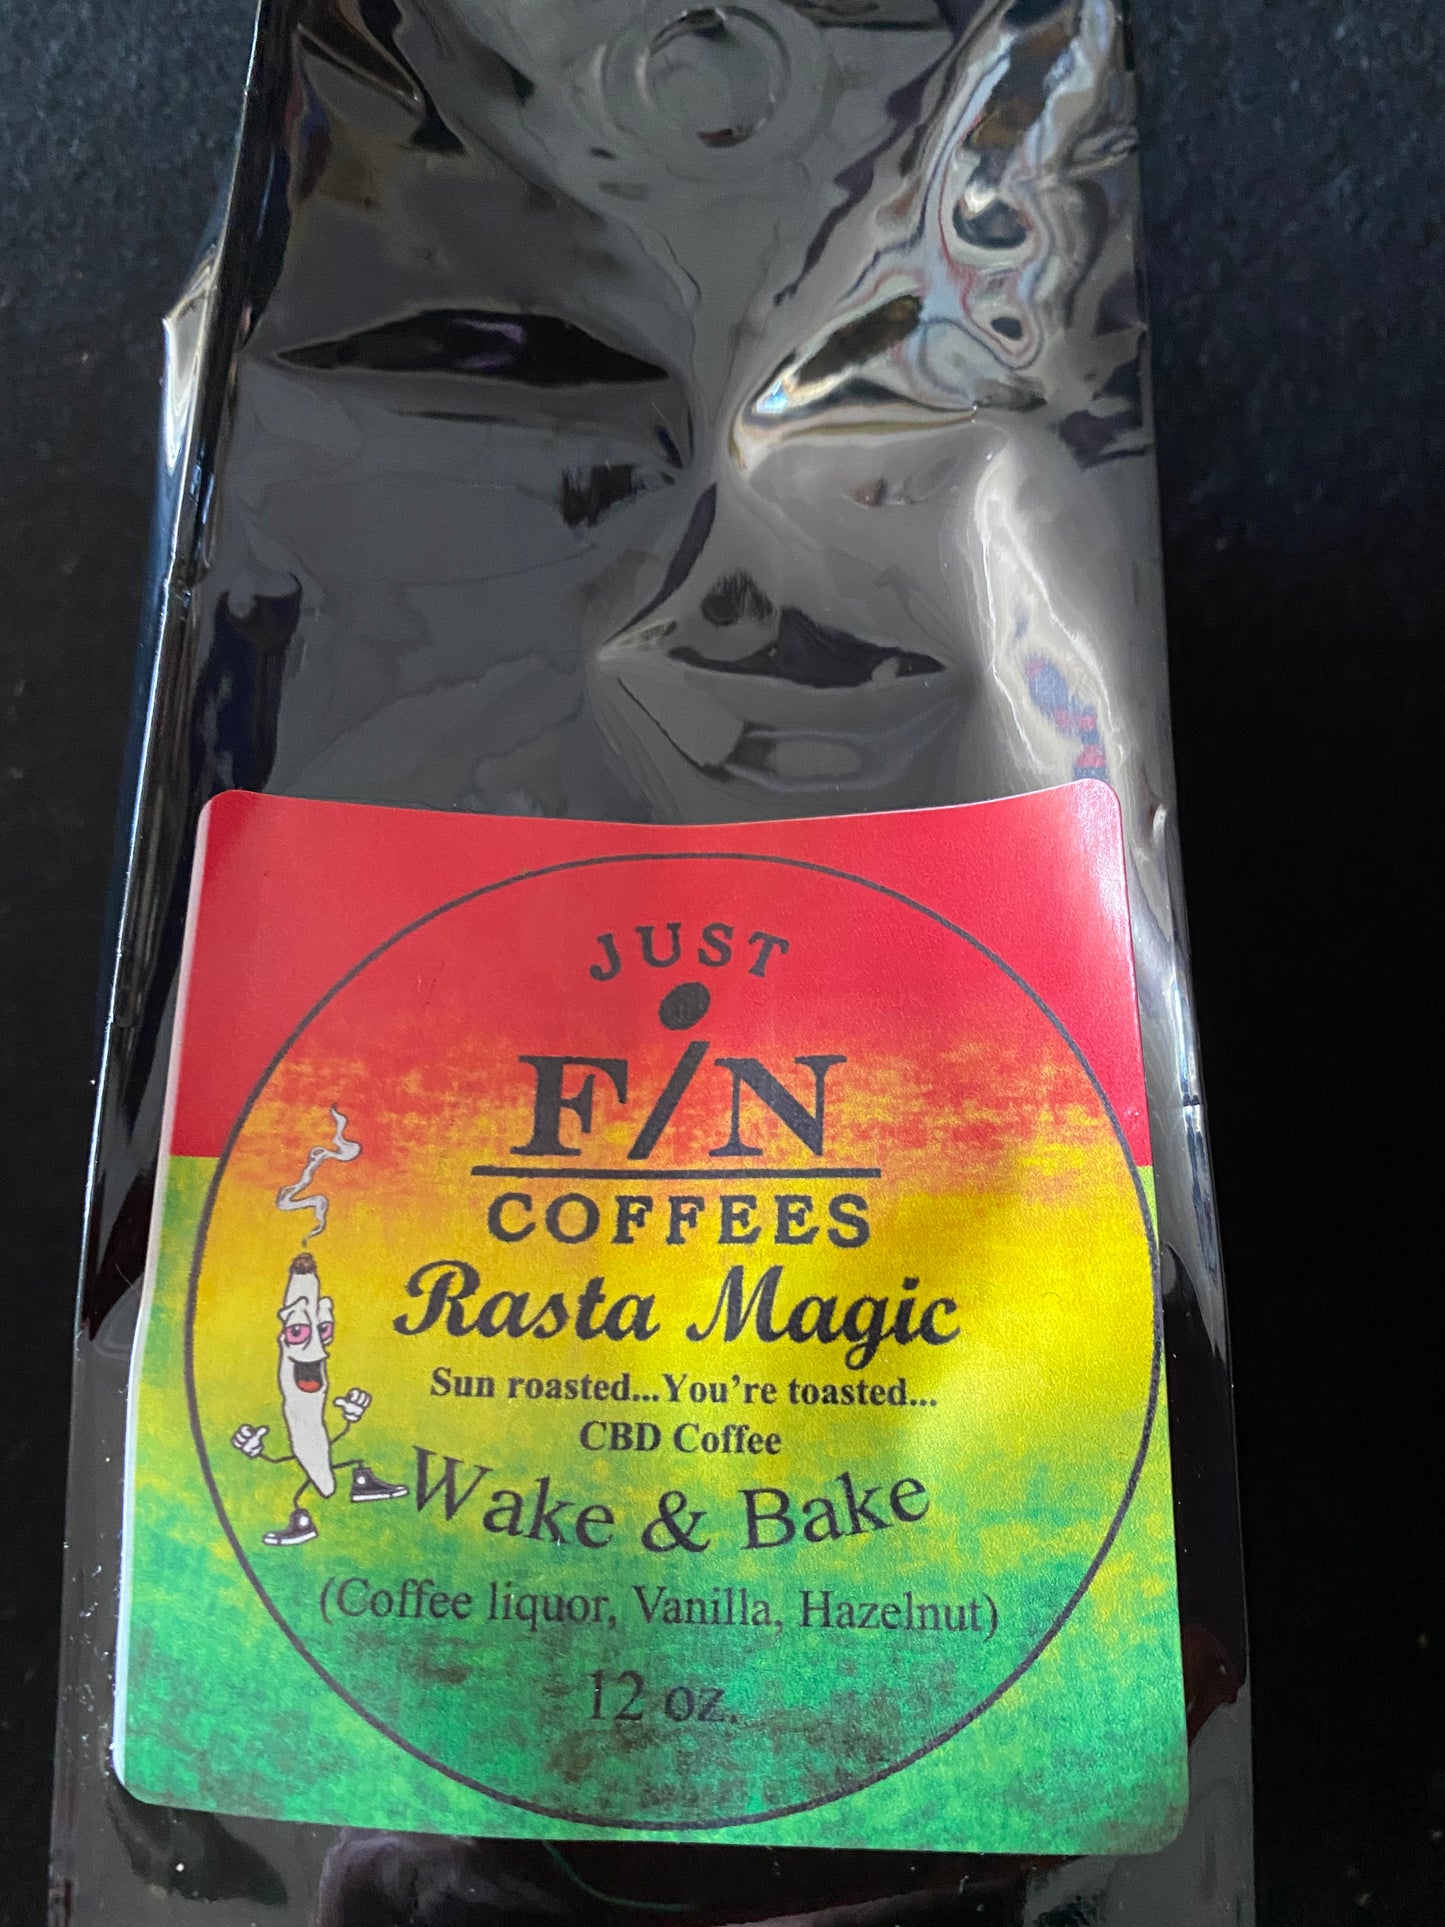 JUST
FiN
COFFEES
Rasta Magic
Sun roasted...You're toasted...
CBD Coffee
Wake & Bake
(Coffee liquor, Vanilla, Hazelnut)
12 oz.